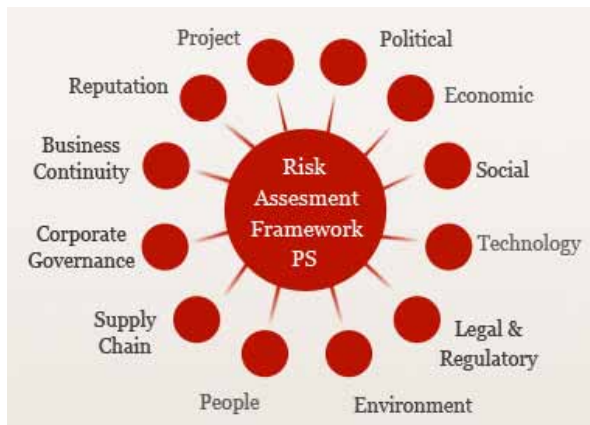 Project
Political
Reputation
Economic
Business
Continuity
Social
Risk
Assesment
Framework
PS
Corporate
Governance
Technology
Supply
Chain
Legal &
Regulatory
People
Environment